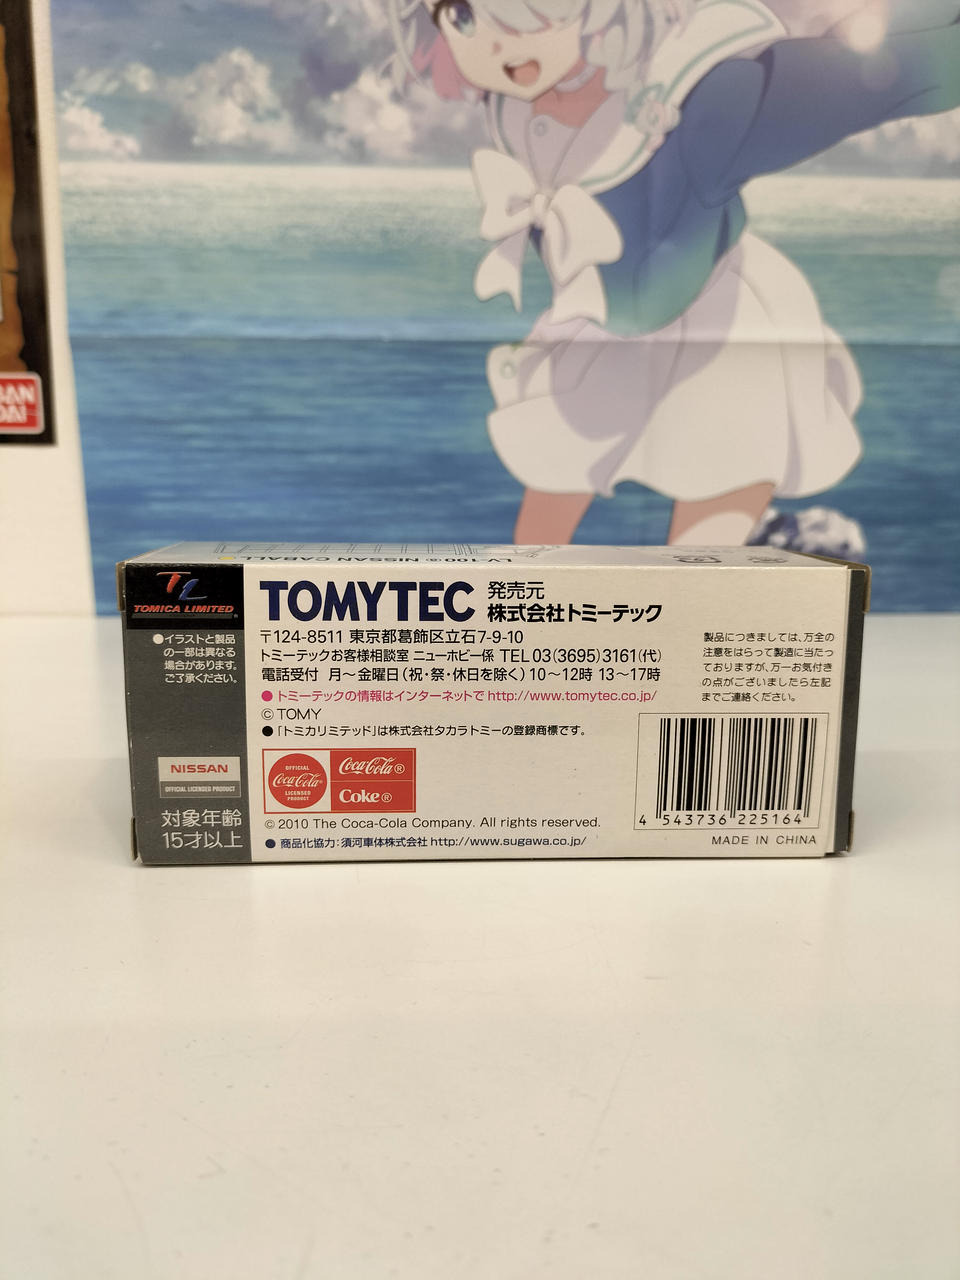 BAN
DAI
LV-100 NISSAN CABALL
TL
TOMICA LIMITED
●イラストと製品
の一部は異なる
場合があります。
ご了承ください。
NISSAN
OFFICIAL LICENSED PRODUCT
対象年齢
15才以上
TOMYTEC
発売元
株式会社トミーテック
〒124-8511 東京都葛飾区立石7-9-10
トミーテックお客様相談室 ニューホビー係 TEL 03(3695)3161(代)
電話受付 月〜金曜日(祝・祭・休日を除く)10〜12時 13〜17時
●トミーテックの情報はインターネットで http://www.tomytec.co.jp/
© TOMY
●「トミカリミテッド」は株式会社タカラトミーの登録商標です。
OFFICIAL
Coca-Cola®
LICENSED
PRODUCT
Coca-Cola®
Coke®
© 2010 The Coca-Cola Company. All rights reserved.
●商品化協力:須河車体株式会社 http://www.sugawa.co.jp/
製品につきましては、万全の
注意をはらって製造に当たっ
ておりますが、万一お気付き
の点がございましたら左記
までご連絡ください。
4 543736 225164
MADE IN CHINA